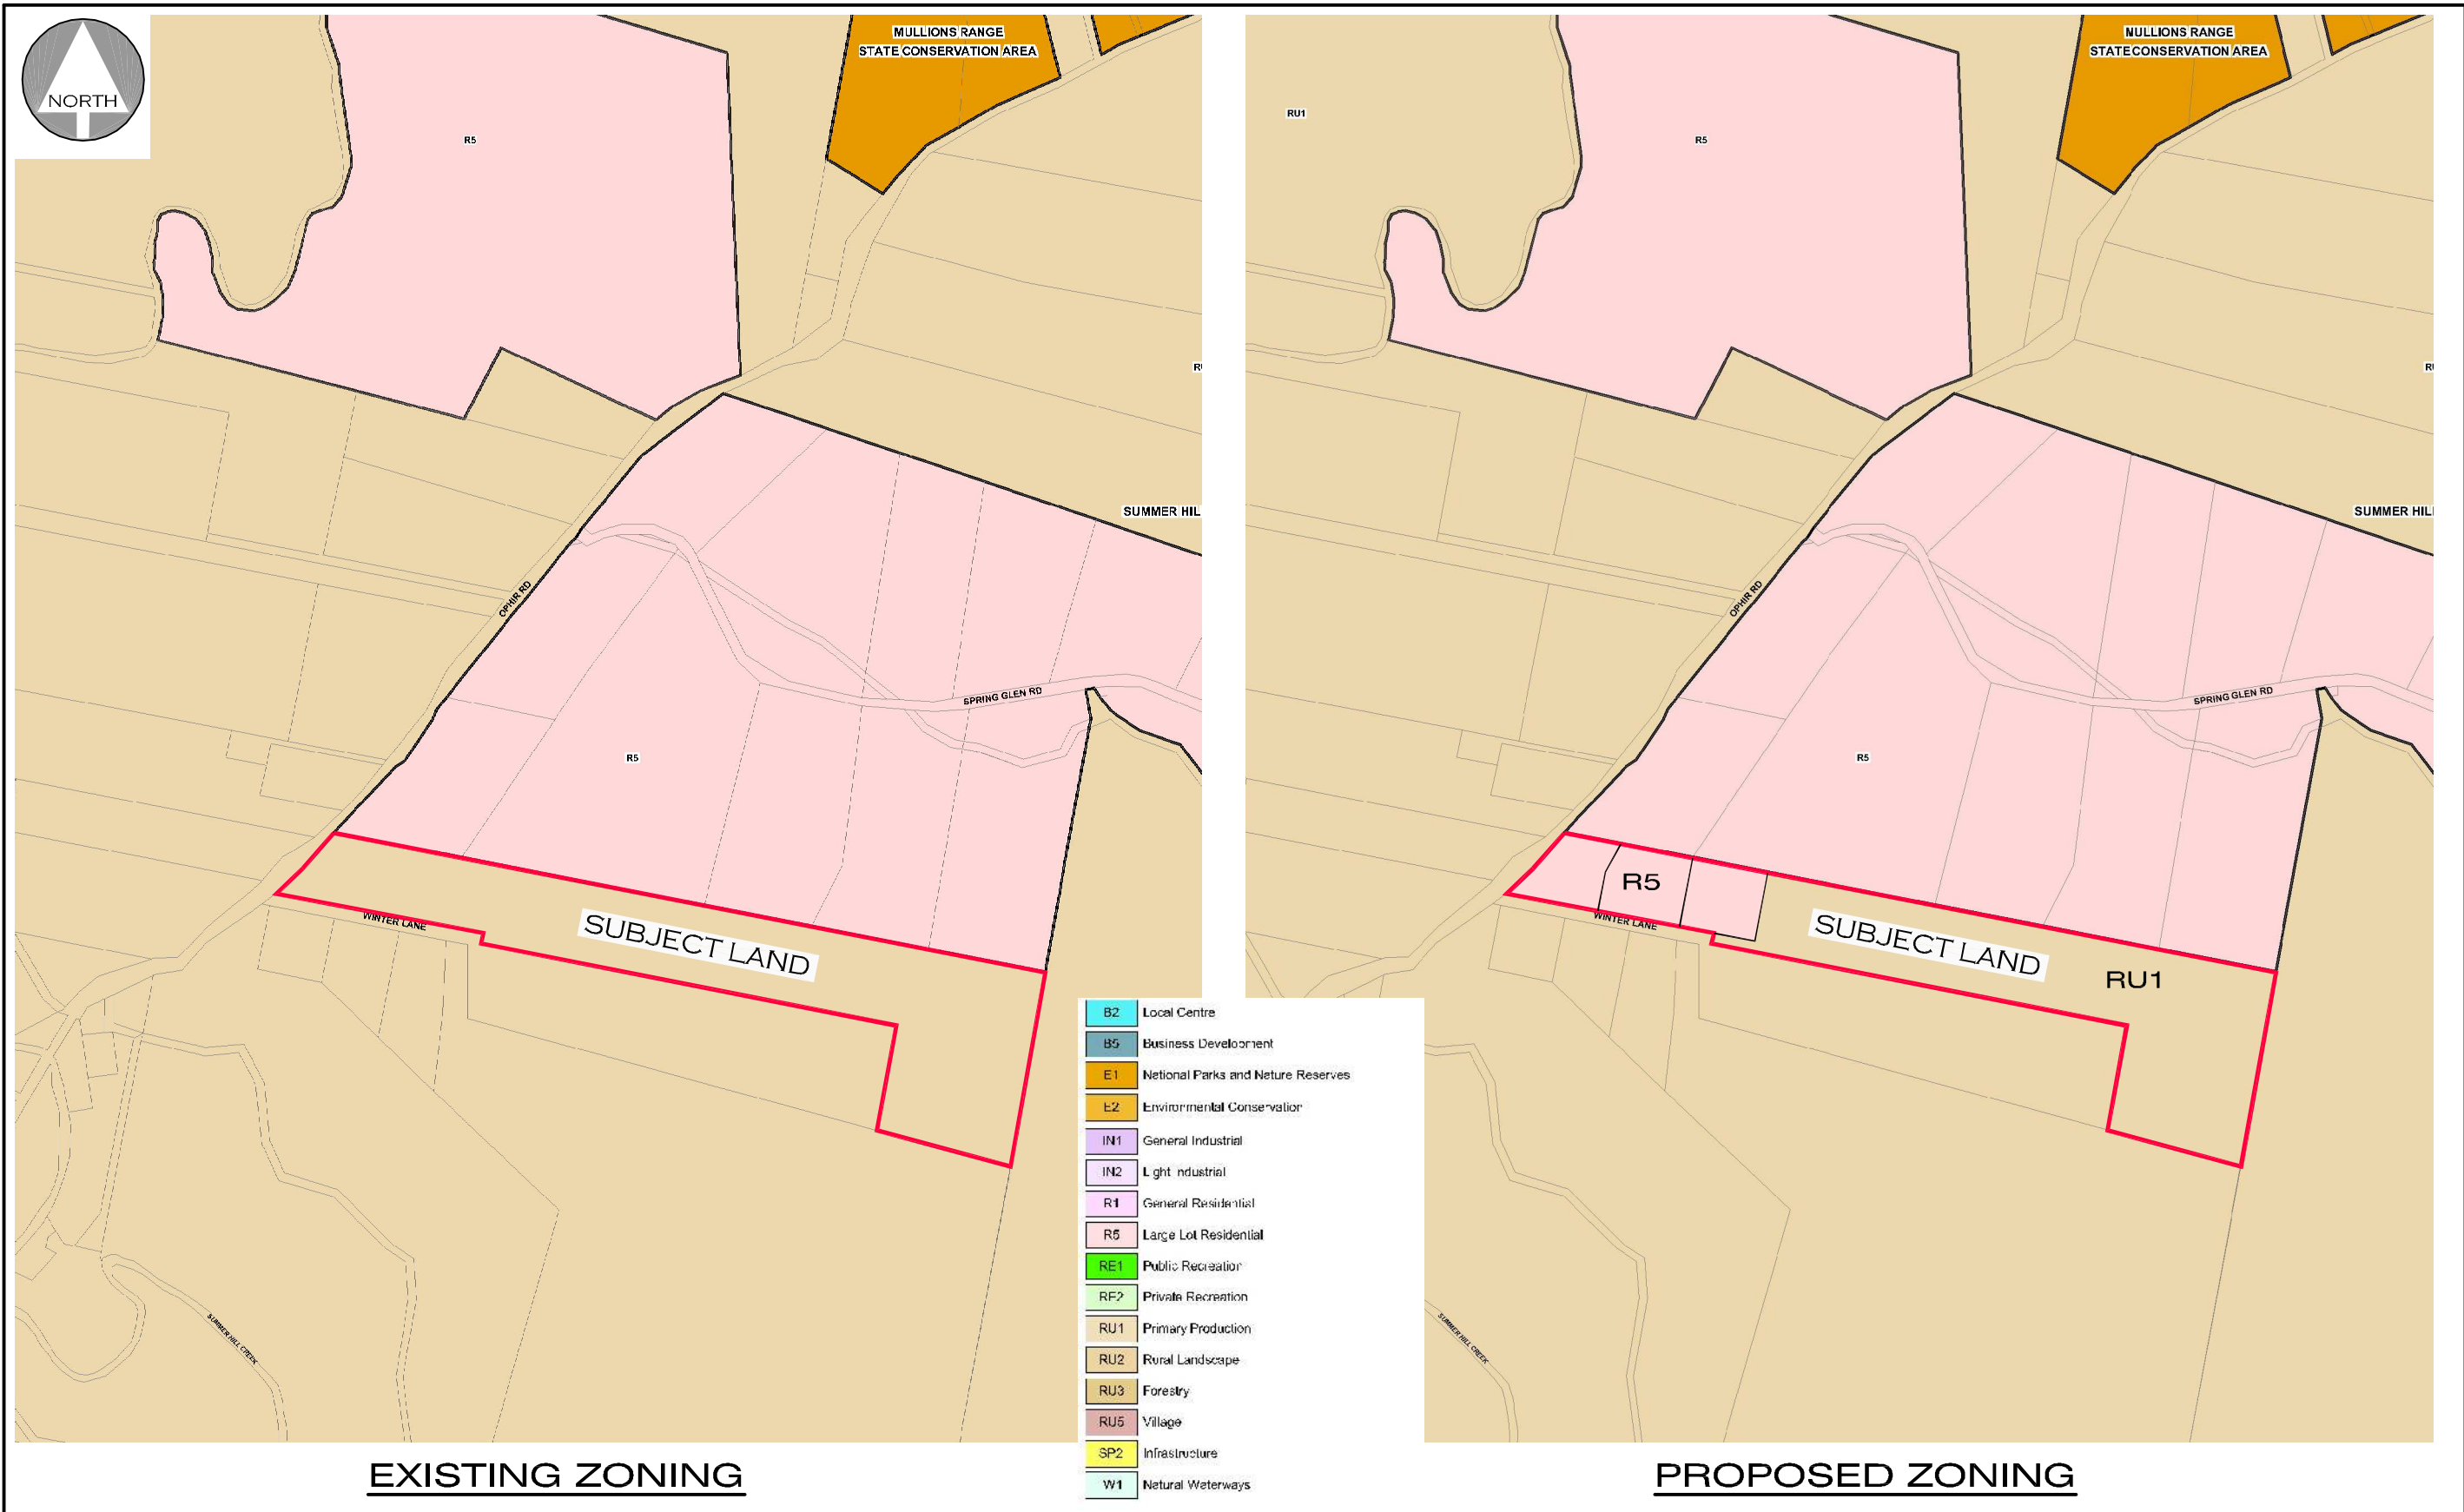 NORTH
MULLIONS RANGE
STATE CONSERVATION AREA
R5
SUMMER HIL
OPHIR RD
SPRING GLEN RD
R5
WINTER LANE
SUBJECT LAND
SUMMER HILL CREEK
EXISTING ZONING
B2 Local Centre
B5 Business Development
E1 National Parks and Nature Reserves
E2 Environmental Conservation
IN1 General Industrial
IN2 Light Industrial
R1 General Residential
R5 Large Lot Residential
RE1 Public Recreation
RE2 Private Recreation
RU1 Primary Production
RU2 Rural Landscape
RU3 Forestry
RU5 Village
SP2 Infrastructure
W1 Natural Waterways
MULLIONS RANGE
STATE CONSERVATION AREA
RU1
R5
SUMMER HIL
OPHIR RD
SPRING GLEN RD
R5
R5
WINTER LANE
SUBJECT LAND
RU1
SUMMER HILL CREEK
PROPOSED ZONING